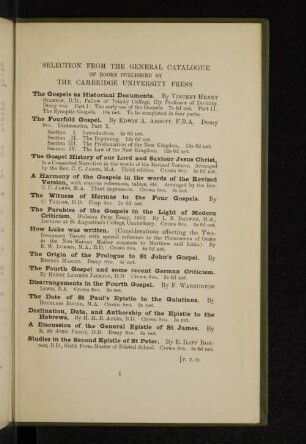 SELECTION FROM THE GENERAL CATALOGUE
OF BOOKS PUBLISHED BY
THE CAMBRIDGE UNIVERSITY PRESS
The Gospels as Historical Documents. By VINCENT HENRY
STANTON, D.D., Fellow of Trinity College, Ely Professor of Divinity.
Demy 8vo. Part I: The early use of the Gospels. 7s 6d net. Part II:
The Synoptic Gospels. 10s net. To be completed in four parts.
The Fourfold Gospel. By EDWIN A. ABBOTT, F.B.A. Demy
8vo. Diatessarica, Part X.
Section I. Introduction. 2s 6d net.
Section II. The Beginning. 12s 6d net.
Section III. The Proclamation of the New Kingdom. 12s 6d net.
Section IV. The Law of the New Kingdom. 12s 6d net.
The Gospel History of our Lord and Saviour Jesus Christ,
in a Connected Narrative in the words of the Revised Version. Arranged
by the Rev. C. C. JAMES, M.A. Third edition. Crown 8vo. 3s 6d net.
A Harmony of the Gospels in the words of the Revised
Version, with copious references, tables, etc. Arranged by the Rev.
C. C. JAMES, M.A. Third impression. Crown 8vo. 5s net.
The Witness of Hermas to the Four Gospels. By
C. TAYLOR, D.D. Fcap 4to. 7s 6d net.
The Parables of the Gospels in the Light of Modern
Criticism. (Hulsean Prize Essay, 1912.) By L. E. BROWNE, M.A.,
Lecturer at St Augustine's College, Canterbury. Crown 8vo. 2s 6d net.
How Luke was written. (Considerations affecting the Two-
Document Theory with special reference to the Phenomena of Order
in the Non-Marcan Matter common to Matthew and Luke.) By
E. W. LUMMIS, M.A., B.D. Crown 8vo. 4s 6d net.
The Origin of the Prologue to St John's Gospel. By
RENDEL HARRIS. Demy 8vo. 4s net.
The Fourth Gospel and some recent German Criticism.
By HENRY LATIMER JACKSON, B.D. Crown 8vo. 3s 6d net.
Disarrangements in the Fourth Gospel. By F. WARBURTON
LEWIS, B.A. Crown 8vo. 2s net.
The Date of St. Paul's Epistle to the Galatians. By
DOUGLASS ROUND, M.A. Crown 8vo. 2s net.
Destination, Date, and Authorship of the Epistle to the
Hebrews. By H. H. B. AYLES, B.D. Crown 8vo. 3s net.
A Discussion of the General Epistle of St James. By
R. ST JOHN PARRY, D.D. Demy 8vo. 5s net.
Studies in the Second Epistle of St Peter. By E. ILIFF ROB-
SON, B.D., Sixth Form Master of Felsted School. Crown 8vo. 3s 6d net.
[P. T. O.
1